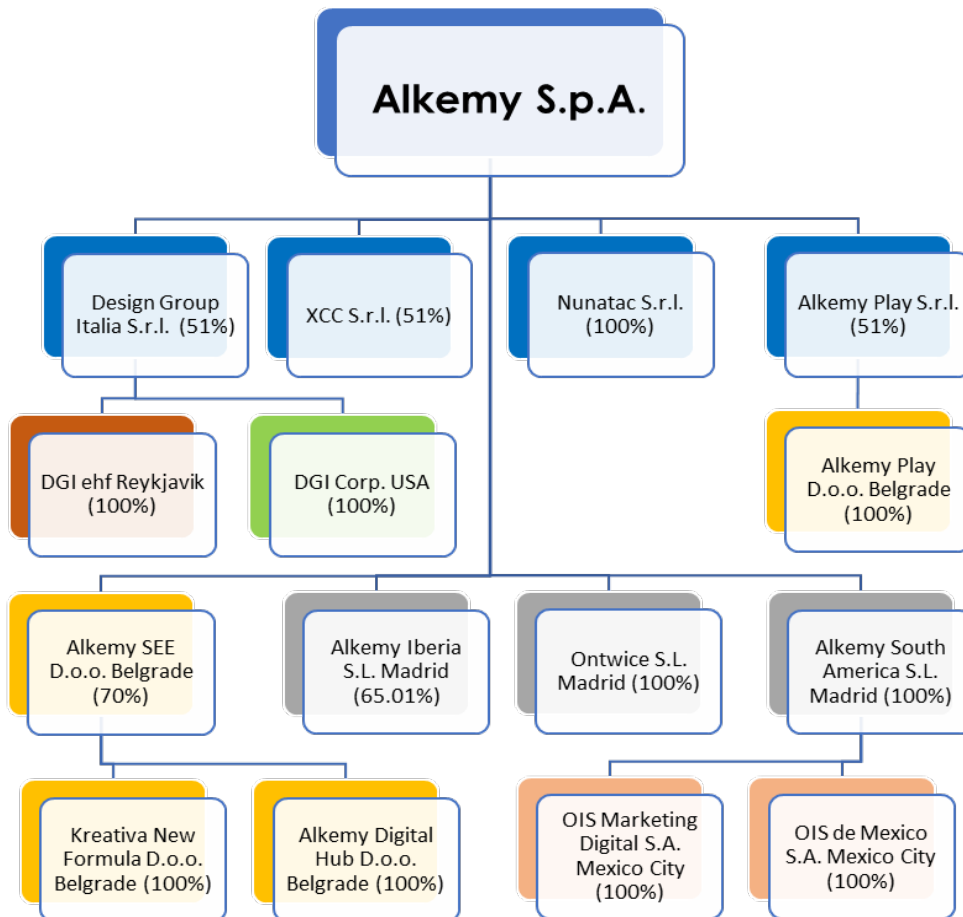 Alkemy S.p.A.
Design Group
Italia S.r.l. (51%)
XCC S.r.l. (51%)
Nunatac S.r.l.
(100%)
Alkemy Play S.r.l.
(51%)
DGI ehf Reykjavik
(100%)
DGI Corp. USA
(100%)
Alkemy Play
D.o.o. Belgrade
(100%)
Alkemy SEE
D.o.o. Belgrade
(70%)
Alkemy Iberia
S.L. Madrid
(65.01%)
Ontwice S.L.
Madrid (100%)
Alkemy South
America S.L.
Madrid (100%)
Kreativa New
Formula D.o.o.
Belgrade (100%)
Alkemy Digital
Hub D.o.o.
Belgrade (100%)
OIS Marketing
Digital S.A.
Mexico City
(100%)
OIS de Mexico
S.A. Mexico City
(100%)